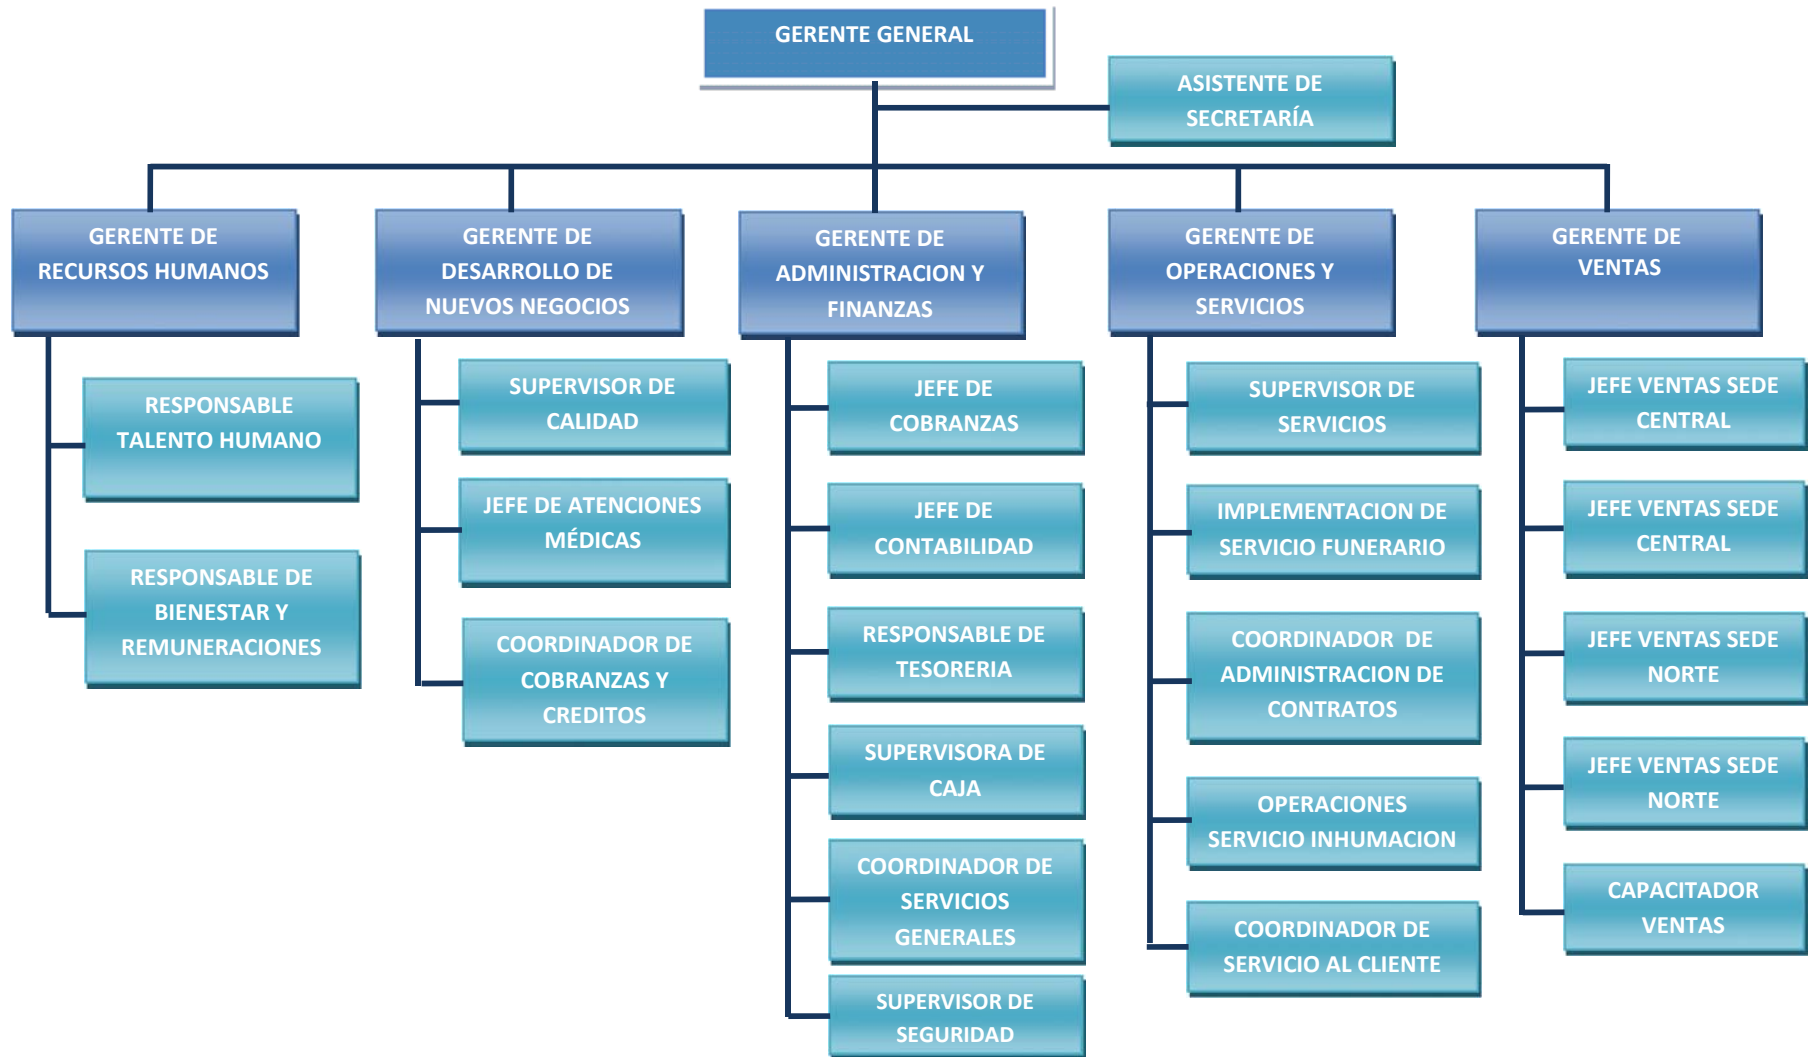 GERENTE GENERAL
ASISTENTE DE
SECRETARÍA
GERENTE DE
RECURSOS HUMANOS
GERENTE DE
DESARROLLO DE
NUEVOS NEGOCIOS
GERENTE DE
ADMINISTRACION Y
FINANZAS
GERENTE DE
OPERACIONES Y
SERVICIOS
GERENTE DE
VENTAS
RESPONSABLE
TALENTO HUMANO
RESPONSABLE DE
BIENESTAR Y
REMUNERACIONES
SUPERVISOR DE
CALIDAD
JEFE DE ATENCIONES
MÉDICAS
COORDINADOR DE
COBRANZAS Y
CREDITOS
JEFE DE
COBRANZAS
JEFE DE
CONTABILIDAD
RESPONSABLE DE
TESORERIA
SUPERVISORA DE
CAJA
COORDINADOR DE
SERVICIOS
GENERALES
SUPERVISOR DE
SEGURIDAD
SUPERVISOR DE
SERVICIOS
IMPLEMENTACION DE
SERVICIO FUNERARIO
COORDINADOR  DE
ADMINISTRACION DE
CONTRATOS
OPERACIONES
SERVICIO INHUMACION
COORDINADOR DE
SERVICIO AL CLIENTE
JEFE VENTAS SEDE
CENTRAL
JEFE VENTAS SEDE
CENTRAL
JEFE VENTAS SEDE
NORTE
JEFE VENTAS SEDE
NORTE
CAPACITADOR
VENTAS